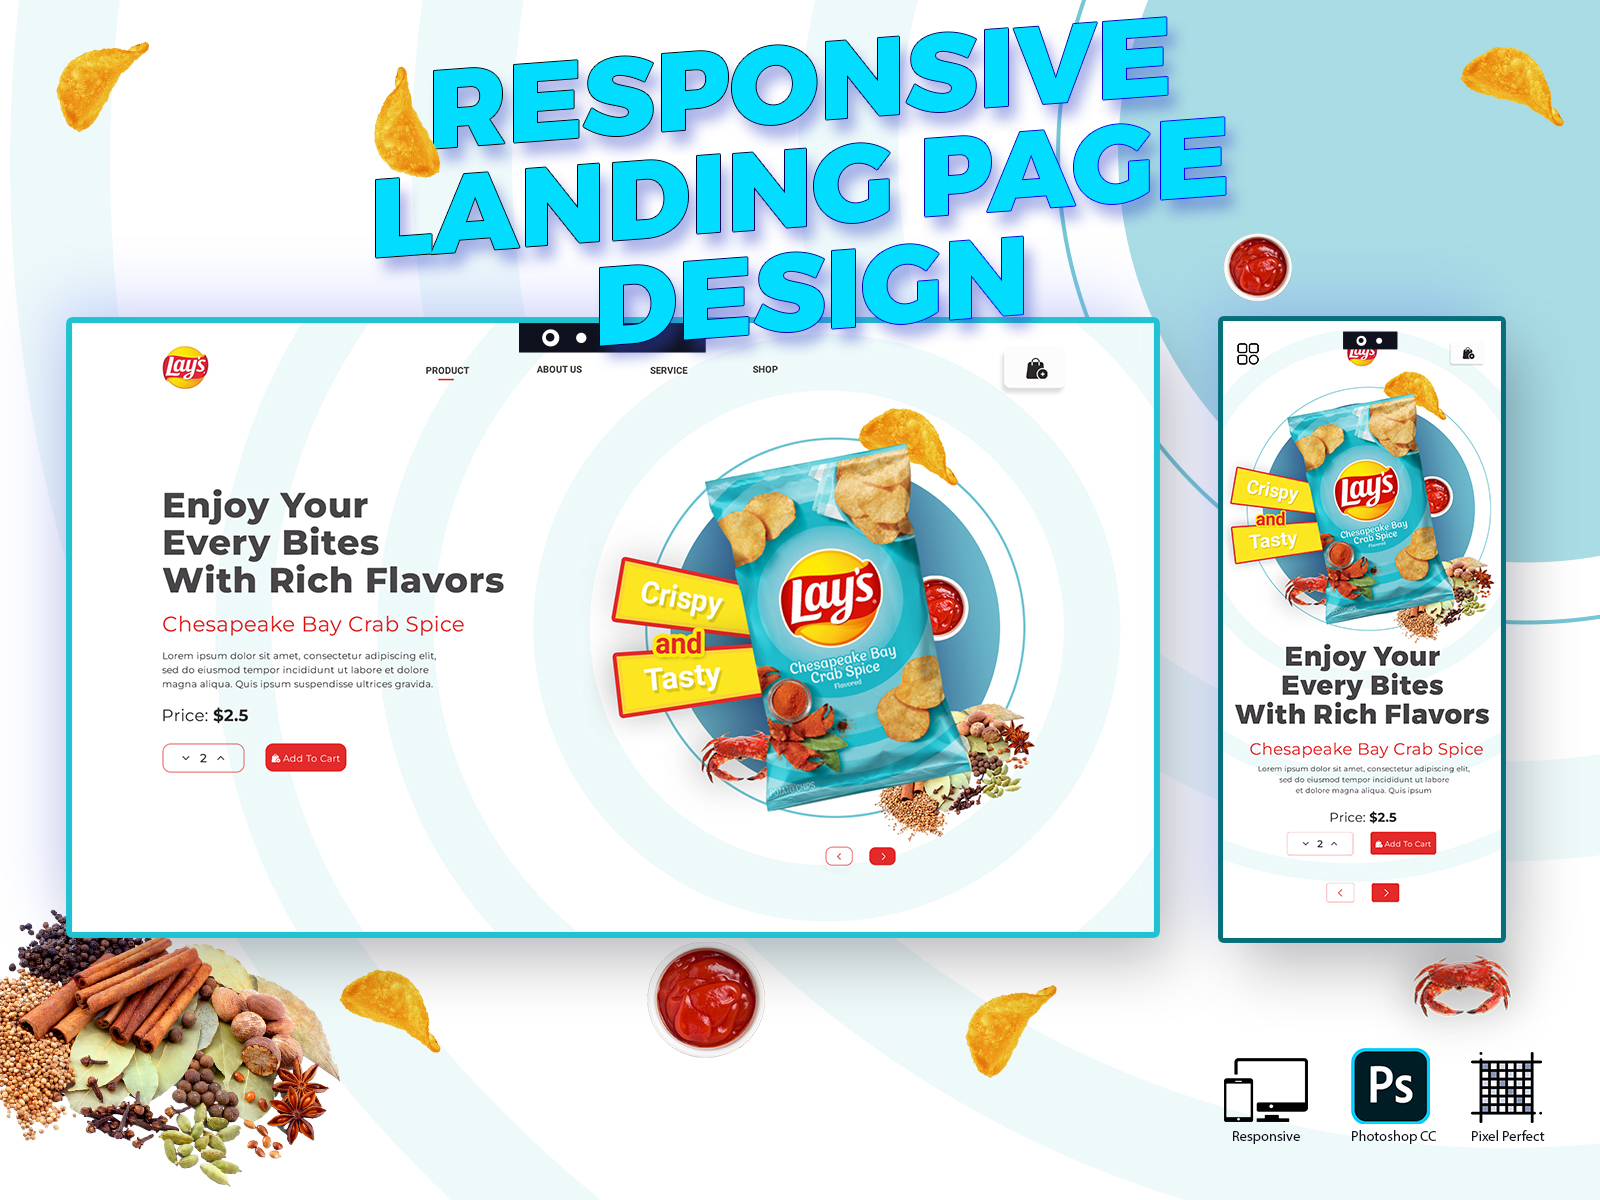 RESPONSIVE
LANDING PAGE
DESIGN
Lay's
PRODUCT
ABOUT US
SERVICE
SHOP
Enjoy Your
Every Bites
With Rich Flavors
Chesapeake Bay Crab Spice
Lorem ipsum dolor sit amet, consectetur adipiscing elit,
sed do eiusmod tempor incididunt ut labore et dolore
magna aliqua. Quis ipsum suspendisse ultrices gravida.
Price: $2.5
2
Add To Cart
Crispy
and
Tasty
Lay's
Chesapeake Bay
Crab Spice
Flavored
POTATO CHIPS
Lay's
Crispy
and
Tasty
Lay's
Chesapeake Bay
Crab Spice
Flavored
Enjoy Your
Every Bites
With Rich Flavors
Chesapeake Bay Crab Spice
Lorem ipsum dolor sit amet, consectetur adipiscing elit,
sed do eiusmod tempor incididunt ut labore
et dolore magna aliqua. Quis ipsum
Price: $2.5
2
Add To Cart
Ps
Responsive
Photoshop CC
Pixel Perfect